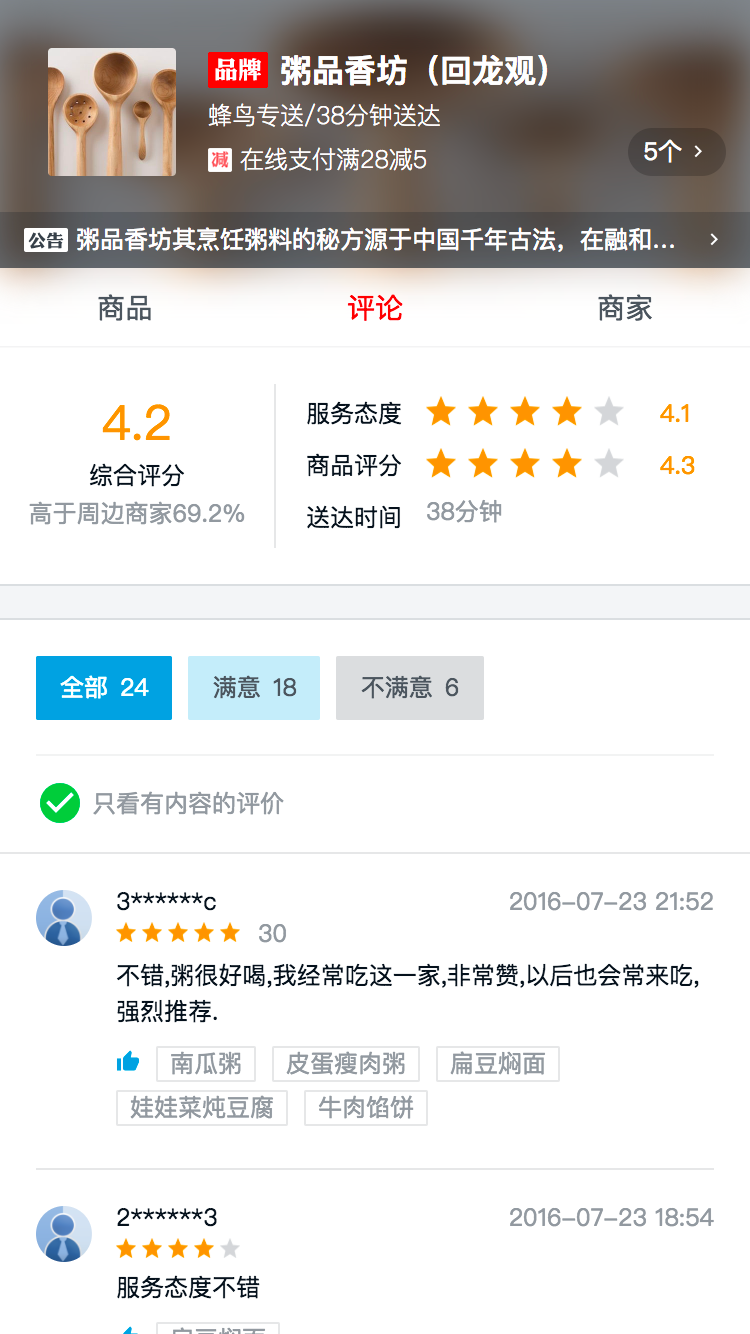 品牌 粥品香坊（回龙观）
蜂鸟专送/38分钟送达
减 在线支付满28减5
5个
公告 粥品香坊其烹饪粥料的秘方源于中国千年古法，在融和...
商品 评论 商家
4.2
综合评分
高于周边商家69.2%
服务态度 4.1
商品评分 4.3
送达时间 38分钟
全部 24 满意 18 不满意 6
只看有内容的评价
3******c 2016-07-23 21:52
30
不错,粥很好喝,我经常吃这一家,非常赞,以后也会常来吃,
强烈推荐.
南瓜粥 皮蛋瘦肉粥 扁豆焖面
娃娃菜炖豆腐 牛肉馅饼
2******3 2016-07-23 18:54
服务态度不错
扁豆焖面